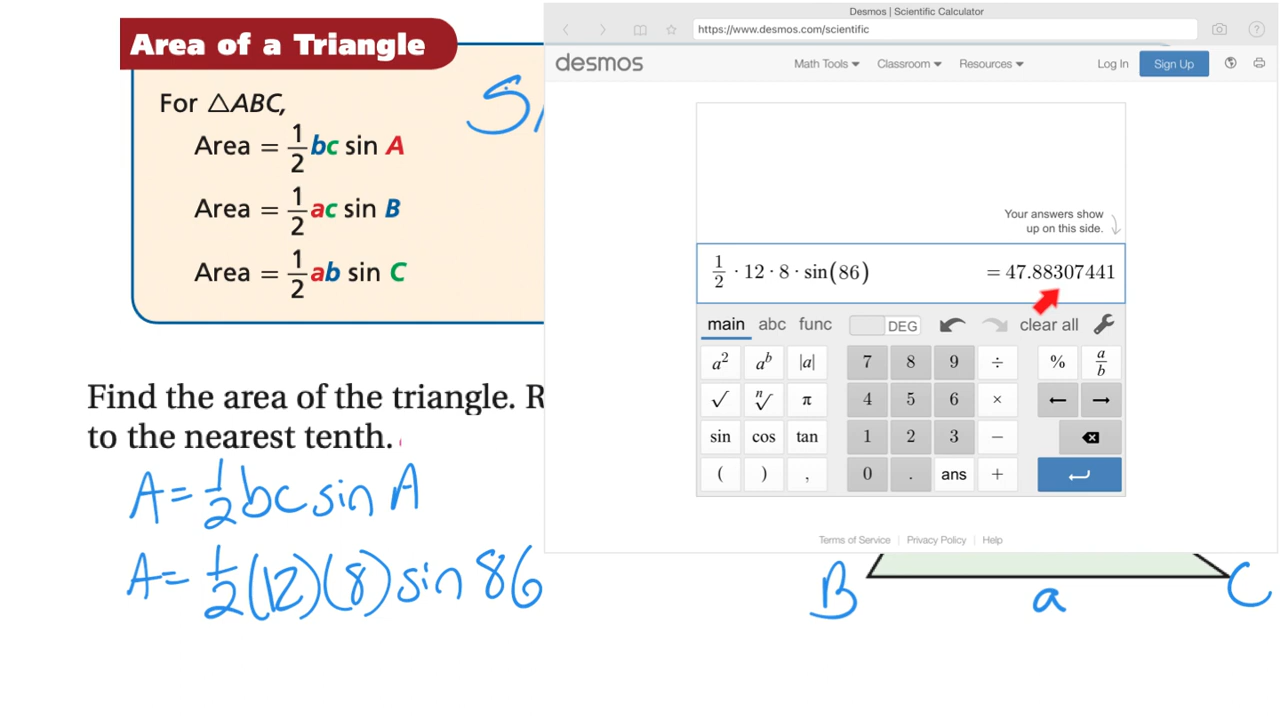 Area of a Triangle
For △ABC,
Area = 1/2 bc sin A
Area = 1/2 ac sin B
Area = 1/2 ab sin C
Find the area of the triangle.
to the nearest tenth.
A = 1/2 bc sin A
A = 1/2 (12)(8) sin 86
Desmos | Scientific Calculator
https://www.desmos.com/scientific
desmos
Math Tools Classroom Resources Log In Sign Up
Your answers show
up on this side.
1/2 · 12 · 8 · sin(86) = 47.88307441
main abc func DEG clear all
a² aᵇ |a| 7 8 9 ÷ % a/b
√ ⁿ√ π 4 5 6 × ← →
sin cos tan 1 2 3 −
( ) , 0 . ans +
Terms of Service | Privacy Policy | Help
B a C